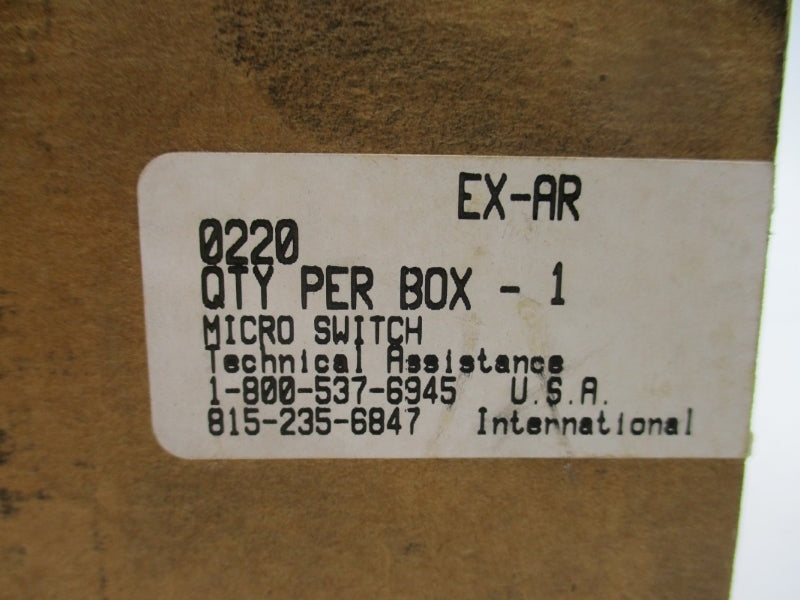 EX-AR
0220
QTY PER BOX - 1
MICRO SWITCH
Technical Assistance
1-800-537-6945 U.S.A.
815-235-6847 International